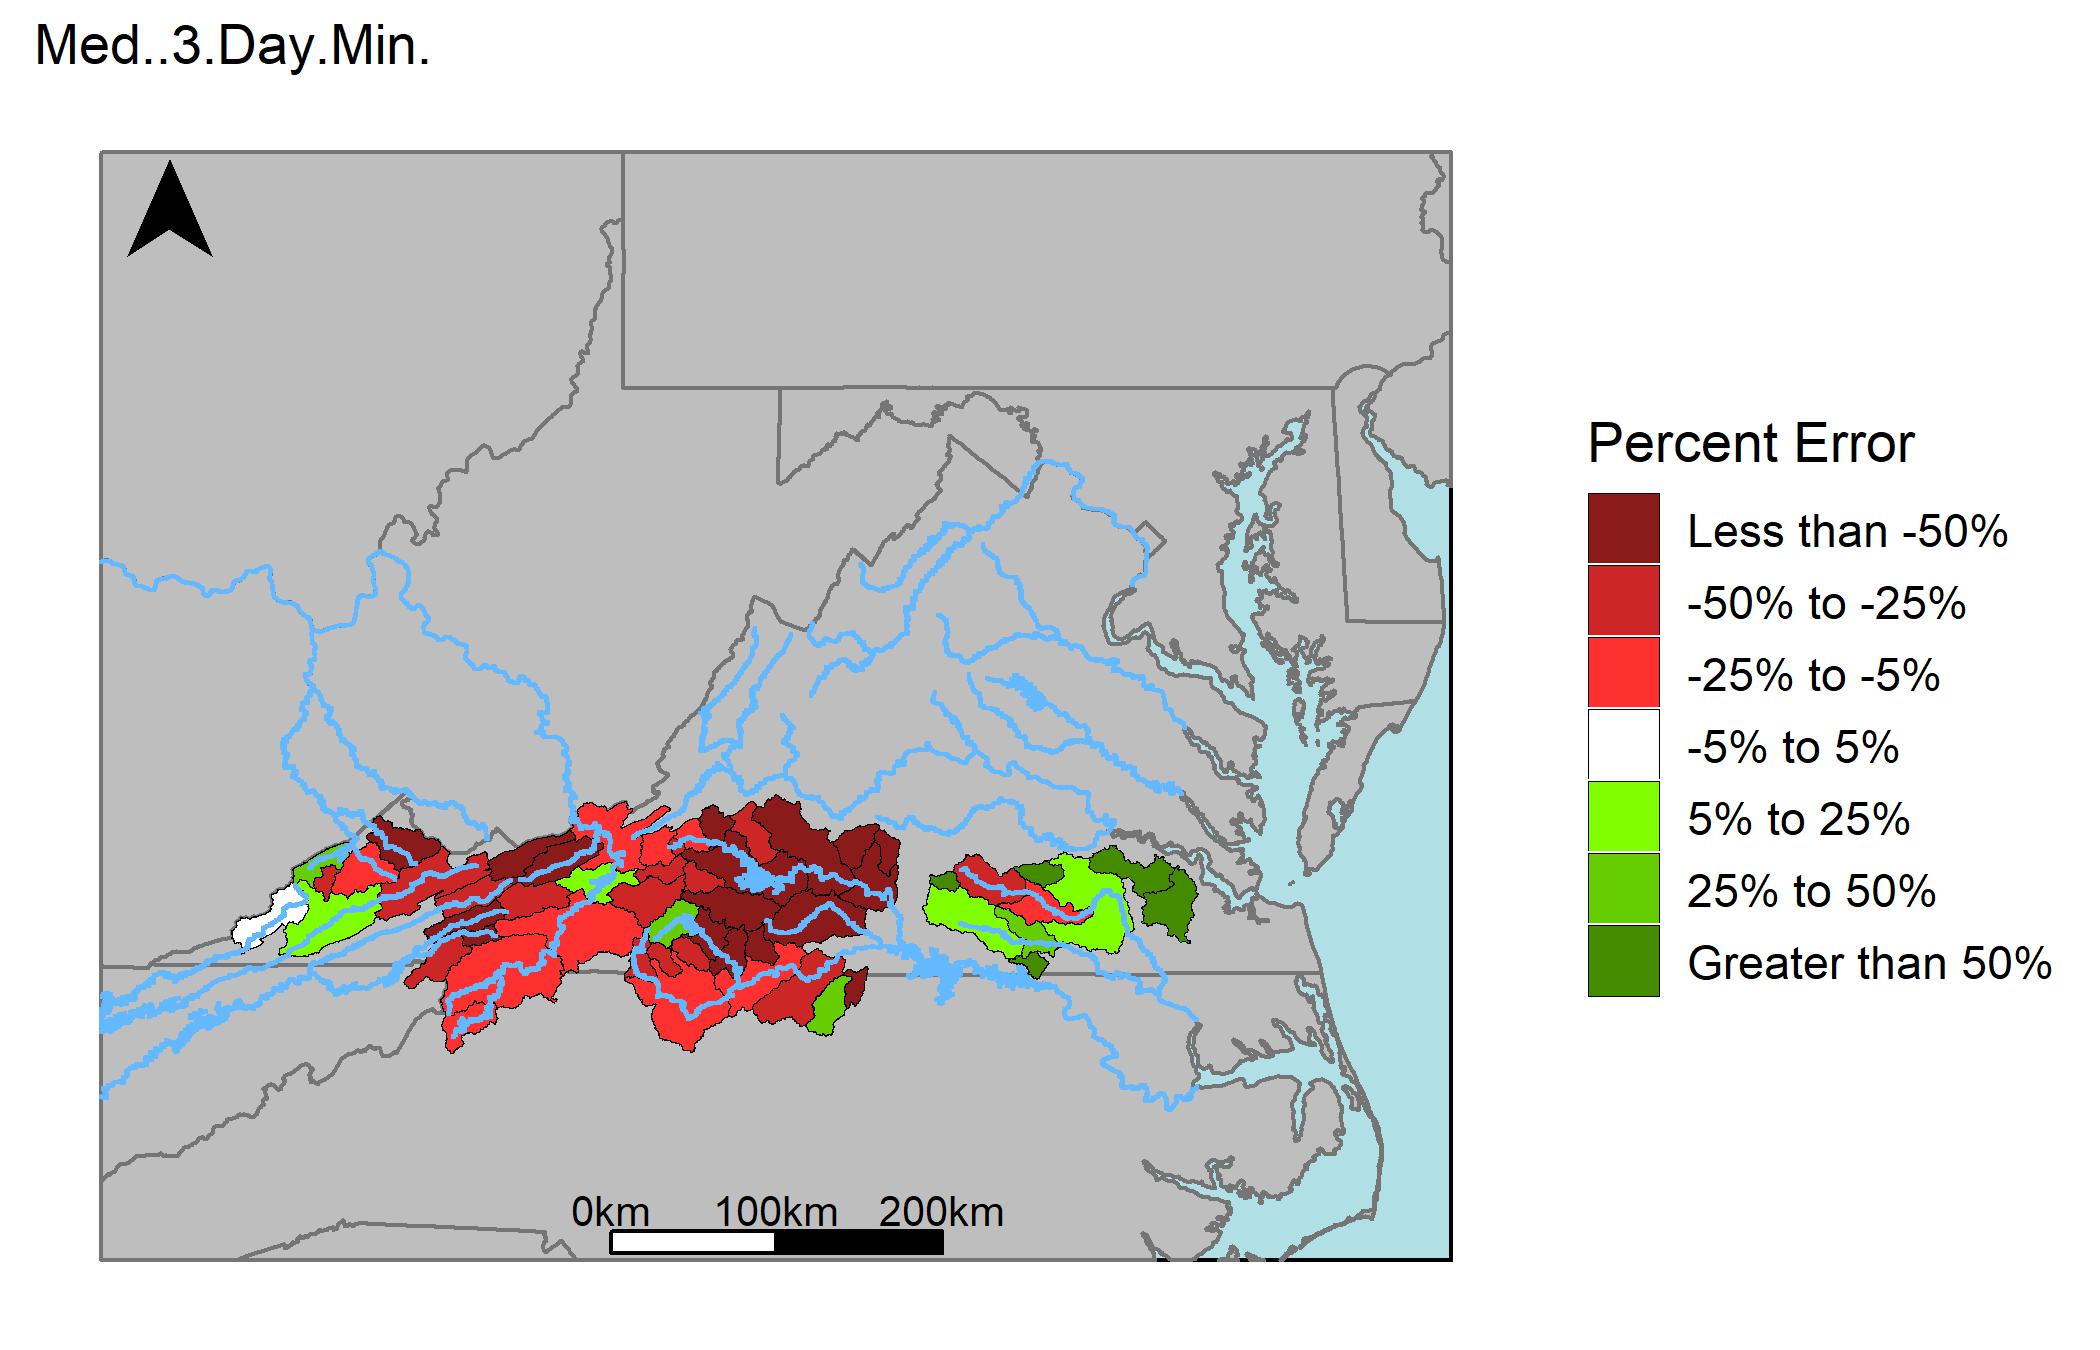 Med..3.Day.Min.
Percent Error
Less than -50%
-50% to -25%
-25% to -5%
-5% to 5%
5% to 25%
25% to 50%
Greater than 50%
0km 100km 200km